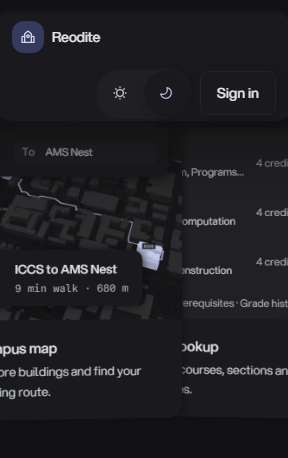 Reodite
Sign in
To AMS Nest
ICCS to AMS Nest
9 min walk · 680 m
mpus map
ore buildings and find your
ing route.
4 credi
n, Programs...
4 credi
omputation
4 credi
onstruction
erequisites · Grade hist
ookup
courses, sections an
s.